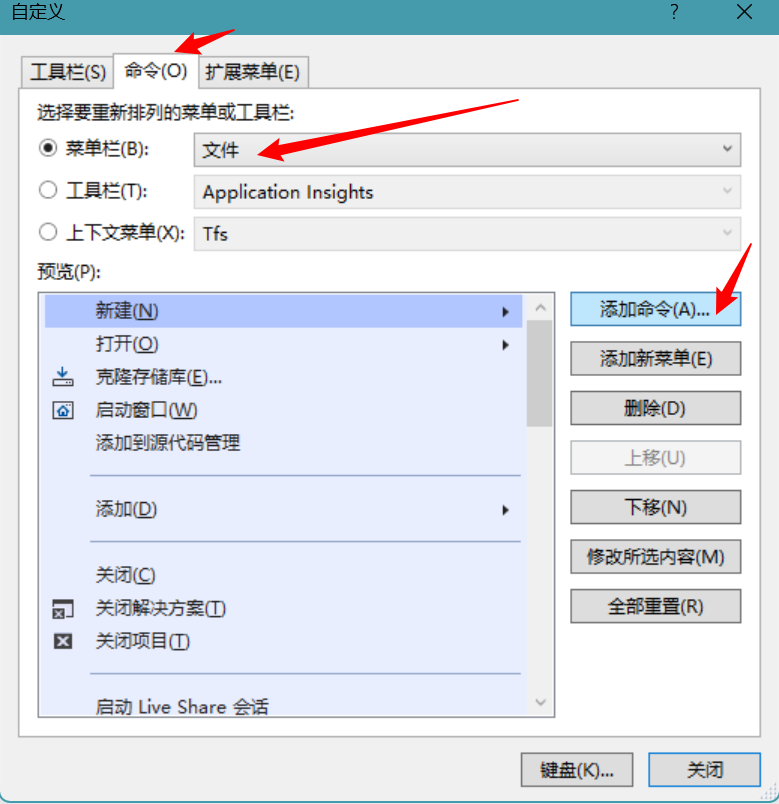 自定义
工具栏(S) 命令(O) 扩展菜单(E)
选择要重新排列的菜单或工具栏:
菜单栏(B): 文件
工具栏(T): Application Insights
上下文菜单(X): Tfs
预览(P):
新建(N)
打开(O)
克隆存储库(E)...
启动窗口(W)
添加到源代码管理
添加(D)
关闭(C)
关闭解决方案(T)
关闭项目(T)
启动 Live Share 会话
添加命令(A)...
添加新菜单(E)
删除(D)
上移(U)
下移(N)
修改所选内容(M)
全部重置(R)
键盘(K)... 关闭